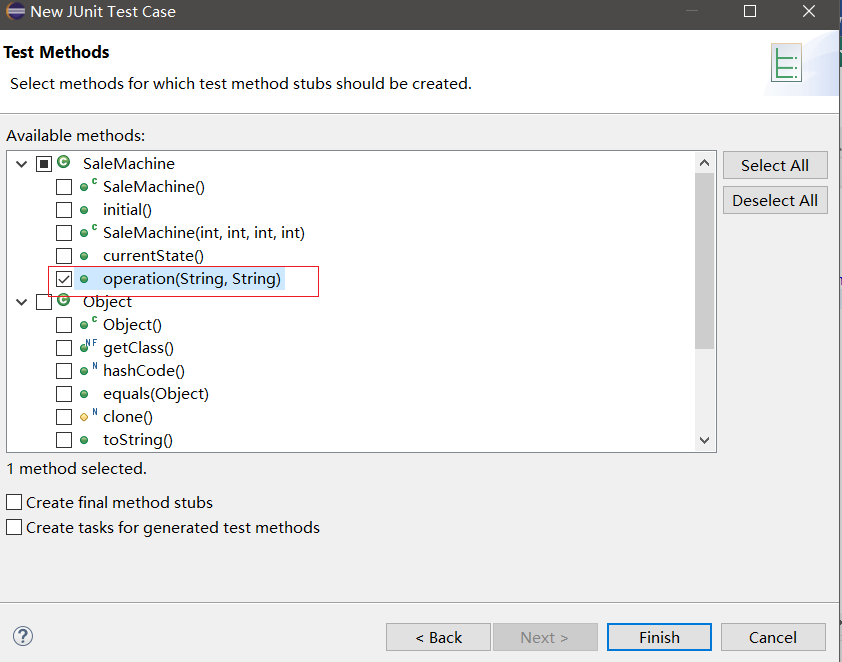 New JUnit Test Case
Test Methods
Select methods for which test method stubs should be created.
Available methods:
SaleMachine
SaleMachine()
initial()
SaleMachine(int, int, int, int)
currentState()
operation(String, String)
Object
Object()
getClass()
hashCode()
equals(Object)
clone()
toString()
Select All
Deselect All
1 method selected.
Create final method stubs
Create tasks for generated test methods
< Back
Next >
Finish
Cancel